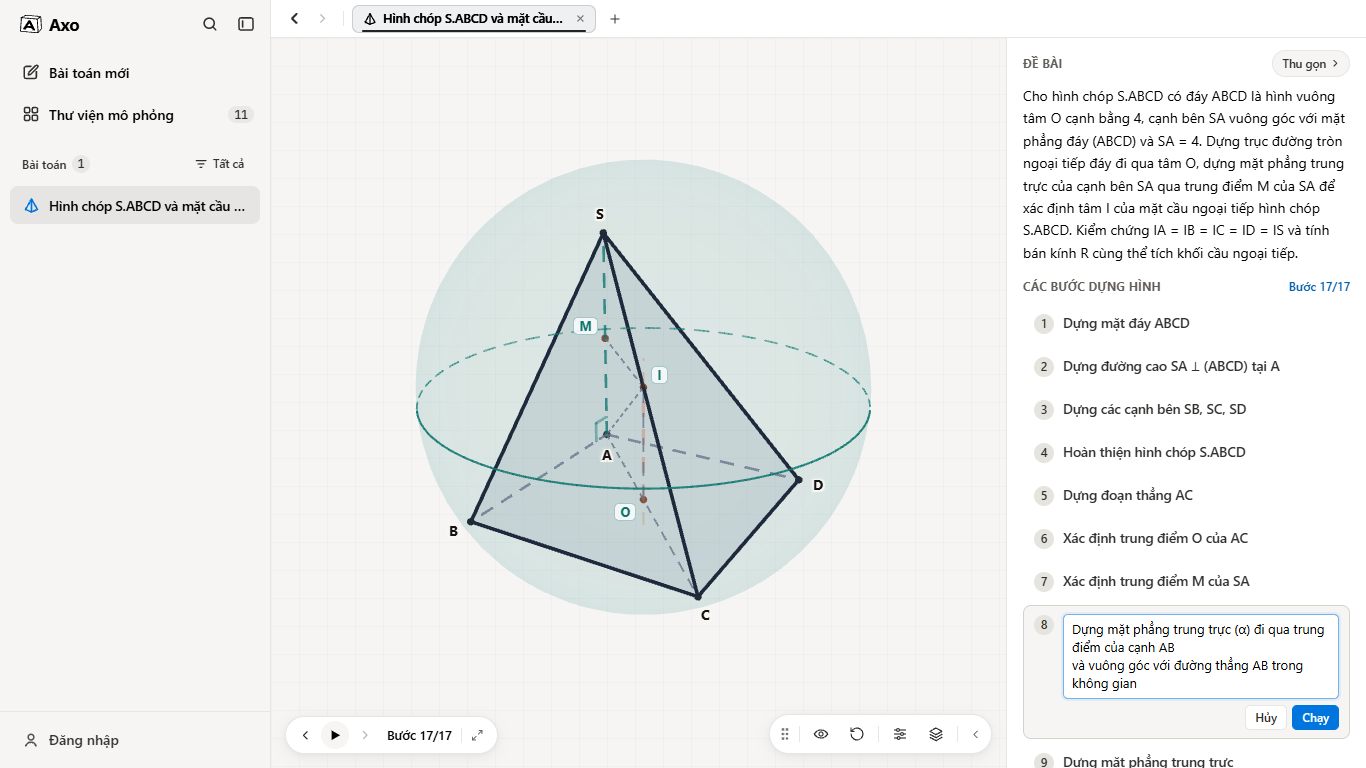 Axo
Bài toán mới
Thư viện mô phỏng 11
Bài toán 1 Tất cả
Hình chóp S.ABCD và mặt cầu ...
Đăng nhập
Hình chóp S.ABCD và mặt cầu...
S
M
I
A
D
O
B
C
Bước 17/17
ĐỀ BÀI Thu gọn
Cho hình chóp S.ABCD có đáy ABCD là hình vuông
tâm O cạnh bằng 4, cạnh bên SA vuông góc với mặt
phẳng đáy (ABCD) và SA = 4. Dựng trục đường tròn
ngoại tiếp đáy đi qua tâm O, dựng mặt phẳng trung
trực của cạnh bên SA qua trung điểm M của SA để
xác định tâm I của mặt cầu ngoại tiếp hình chóp
S.ABCD. Kiểm chứng IA = IB = IC = ID = IS và tính
bán kính R cùng thể tích khối cầu ngoại tiếp.
CÁC BƯỚC DỰNG HÌNH Bước 17/17
1 Dựng mặt đáy ABCD
2 Dựng đường cao SA ⊥ (ABCD) tại A
3 Dựng các cạnh bên SB, SC, SD
4 Hoàn thiện hình chóp S.ABCD
5 Dựng đoạn thẳng AC
6 Xác định trung điểm O của AC
7 Xác định trung điểm M của SA
8 Dựng mặt phẳng trung trực (α) đi qua trung
điểm của cạnh AB
và vuông góc với đường thẳng AB trong
không gian
Hủy Chạy
9 Dựng mặt phẳng trung trực